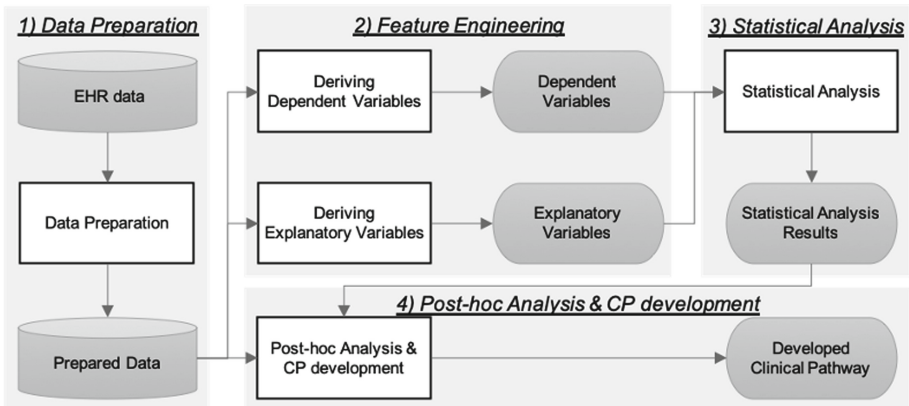 1) Data Preparation
EHR data
Data Preparation
Prepared Data
2) Feature Engineering
Deriving
Dependent Variables
Dependent
Variables
Deriving
Explanatory Variables
Explanatory
Variables
3) Statistical Analysis
Statistical Analysis
Statistical Analysis
Results
4) Post-hoc Analysis & CP development
Post-hoc Analysis &
CP development
Developed
Clinical Pathway